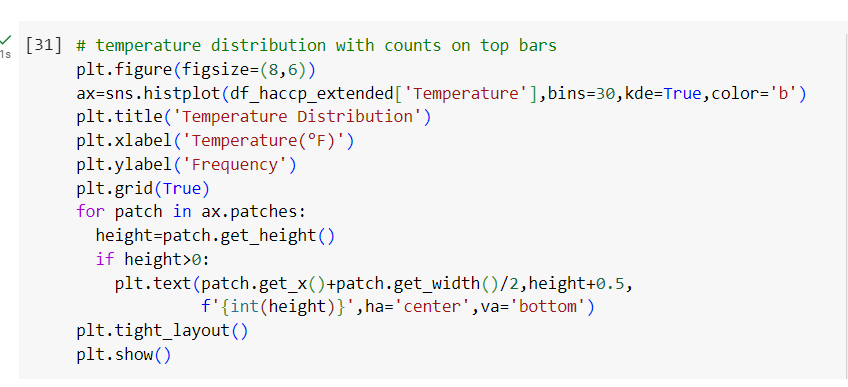 [31] # temperature distribution with counts on top bars
1s
plt.figure(figsize=(8,6))
ax=sns.histplot(df_haccp_extended['Temperature'],bins=30,kde=True,color='b')
plt.title('Temperature Distribution')
plt.xlabel('Temperature(°F)')
plt.ylabel('Frequency')
plt.grid(True)
for patch in ax.patches:
  height=patch.get_height()
  if height>0:
    plt.text(patch.get_x()+patch.get_width()/2,height+0.5,
             f'{int(height)}',ha='center',va='bottom')
plt.tight_layout()
plt.show()